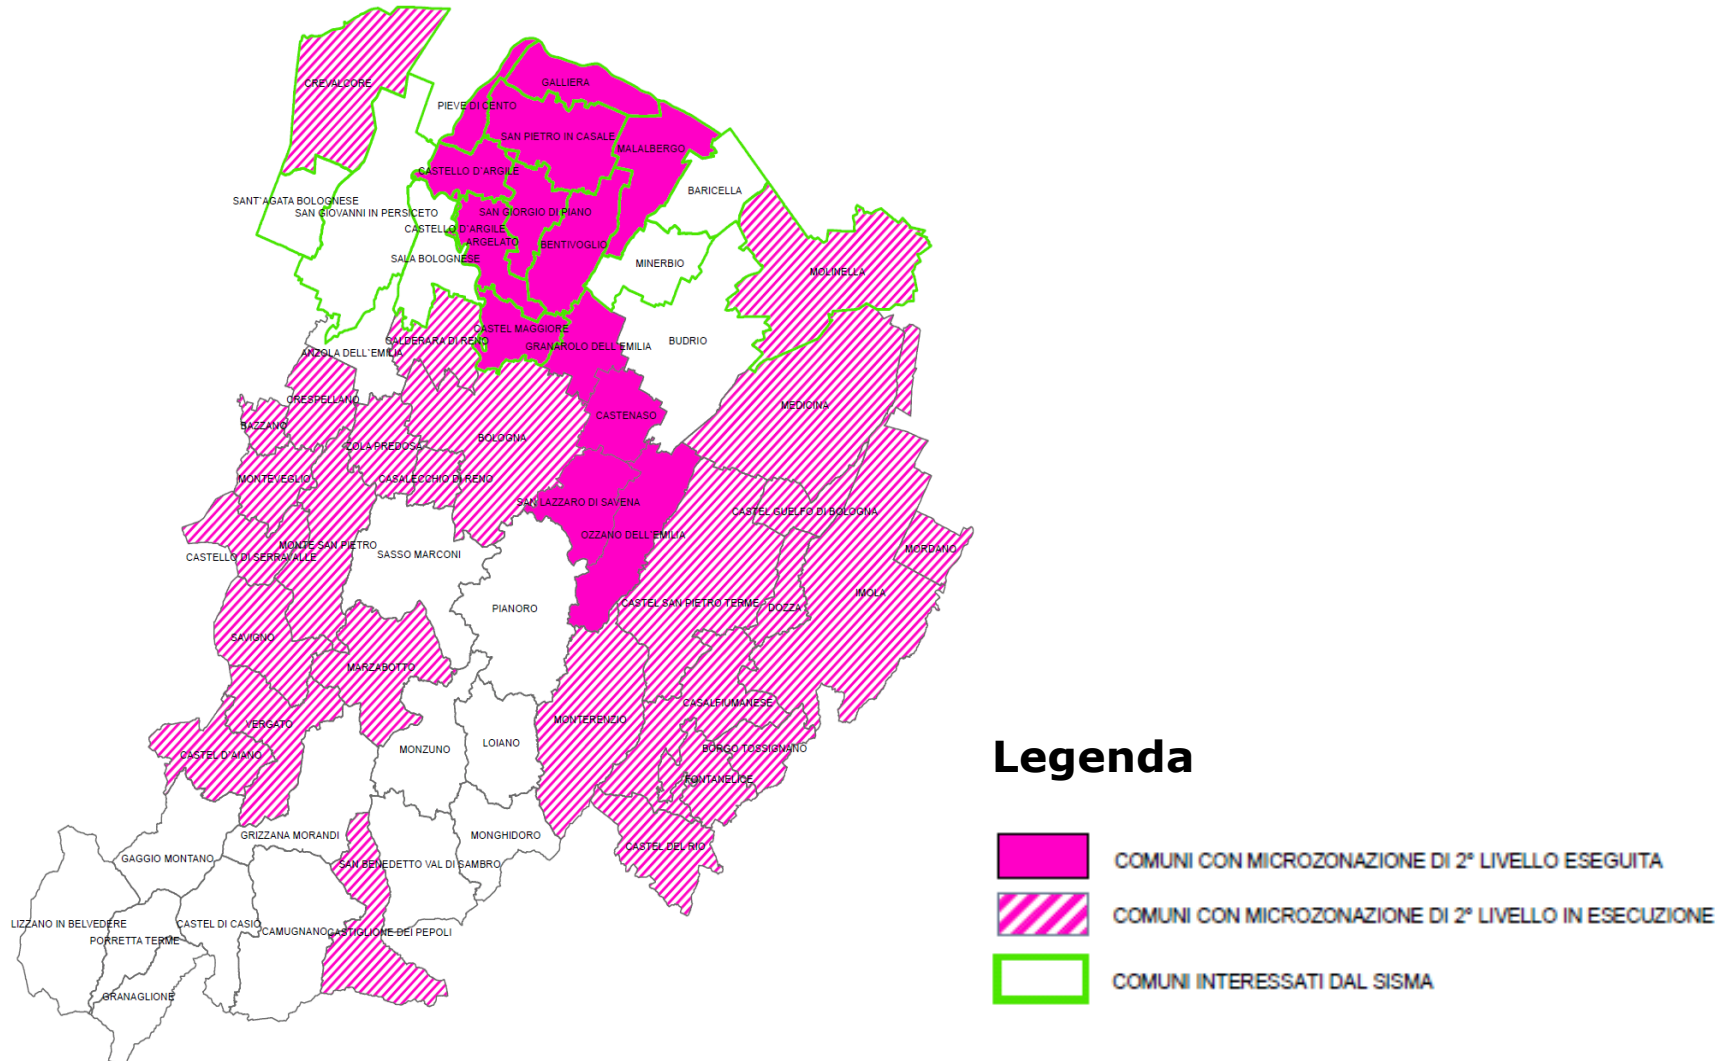 CREVALCORE
GALLIERA
PIEVE DI CENTO
SAN PIETRO IN CASALE
MALALBERGO
CASTELLO D'ARGILE
BARICELLA
SANT'AGATA BOLOGNESE
SAN GIOVANNI IN PERSICETO
SAN GIORGIO DI PIANO
CASTELLO D'ARGILE
ARGELATO
BENTIVOGLIO
SALA BOLOGNESE
MINERBIO
MOLINELLA
CASTEL MAGGIORE
CALDERARA DI RENO
GRANAROLO DELL'EMILIA
BUDRIO
ANZOLA DELL'EMILIA
CRESPELLANO
MEDICINA
CASTENASO
BAZZANO
BOLOGNA
ZOLA PREDOSA
MONTEVEGLIO
CASALECCHIO DI RENO
SAN LAZZARO DI SAVENA
CASTEL GUELFO DI BOLOGNA
OZZANO DELL'EMILIA
MONTE SAN PIETRO
MORDANO
SASSO MARCONI
CASTELLO DI SERRAVALLE
IMOLA
CASTEL SAN PIETRO TERME
DOZZA
PIANORO
SAVIGNO
MARZABOTTO
CASALFIUMANESE
MONTERENZIO
VERGATO
LOIANO
MONZUNO
BORGO TOSSIGNANO
CASTEL D'AIANO
FONTANELICE
GRIZZANA MORANDI
MONGHIDORO
CASTEL DEL RIO
GAGGIO MONTANO
SAN BENEDETTO VAL DI SAMBRO
LIZZANO IN BELVEDERE
CASTEL DI CASIO
CAMUGNANO
CASTIGLIONE DEI PEPOLI
PORRETTA TERME
GRANAGLIONE
Legenda
COMUNI CON MICROZONAZIONE DI 2° LIVELLO ESEGUITA
COMUNI CON MICROZONAZIONE DI 2° LIVELLO IN ESECUZIONE
COMUNI INTERESSATI DAL SISMA